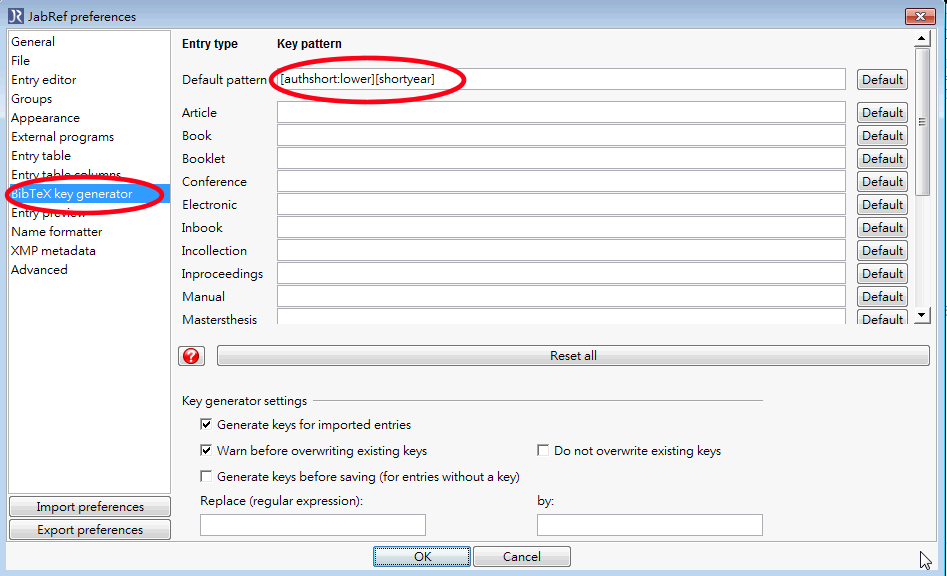 JabRef preferences
General
File
Entry editor
Groups
Appearance
External programs
Entry table
Entry table columns
BibTeX key generator
Entry preview
Name formatter
XMP metadata
Advanced
Import preferences
Export preferences
Entry type Key pattern
Default pattern [authshort:lower][shortyear] Default
Article Default
Book Default
Booklet Default
Conference Default
Electronic Default
Inbook Default
Incollection Default
Inproceedings Default
Manual Default
Mastersthesis Default
Reset all
Key generator settings
Generate keys for imported entries
Warn before overwriting existing keys Do not overwrite existing keys
Generate keys before saving (for entries without a key)
Replace (regular expression): by:
OK Cancel